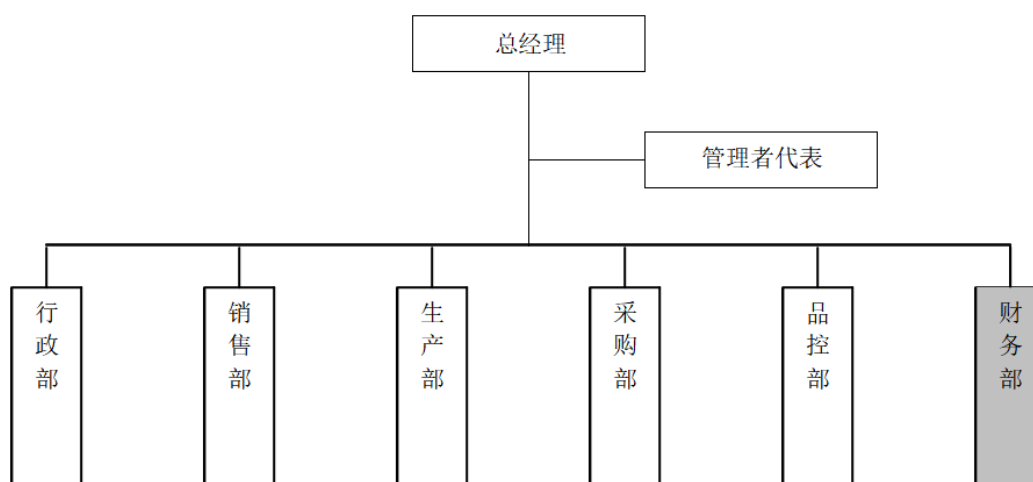 总经理
管理者代表
行政部
销售部
生产部
采购部
品控部
财务部